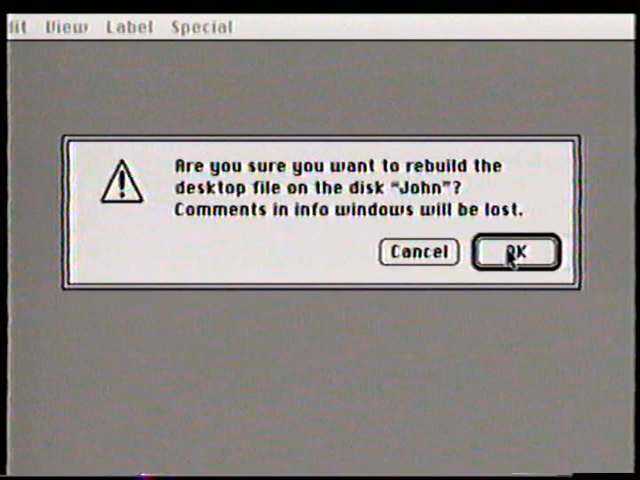 dit View Label Special
Are you sure you want to rebuild the
desktop file on the disk “John”?
Comments in info windows will be lost.
Cancel OK